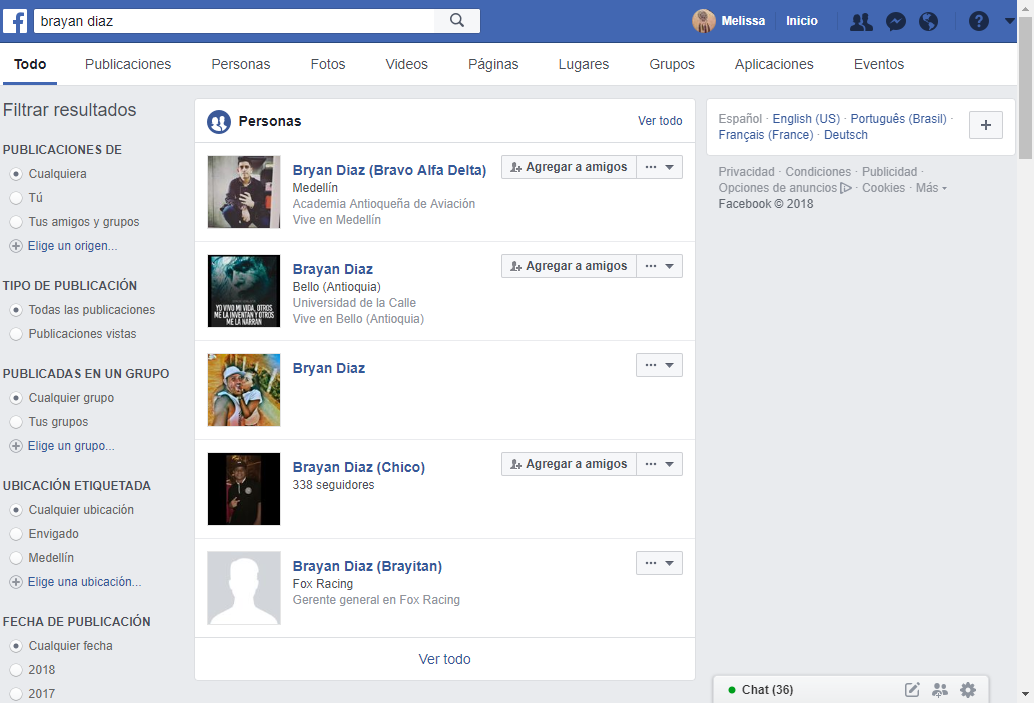 brayan diaz
Melissa
Inicio
Todo
Publicaciones
Personas
Fotos
Videos
Páginas
Lugares
Grupos
Aplicaciones
Eventos
Filtrar resultados
PUBLICACIONES DE
Cualquiera
Tú
Tus amigos y grupos
Elige un origen...
TIPO DE PUBLICACIÓN
Todas las publicaciones
Publicaciones vistas
PUBLICADAS EN UN GRUPO
Cualquier grupo
Tus grupos
Elige un grupo...
UBICACIÓN ETIQUETADA
Cualquier ubicación
Envigado
Medellín
Elige una ubicación...
FECHA DE PUBLICACIÓN
Cualquier fecha
2018
2017
Personas
Ver todo
Bryan Diaz (Bravo Alfa Delta)
Agregar a amigos
Medellín
Academia Antioqueña de Aviación
Vive en Medellín
Brayan Diaz
Agregar a amigos
Bello (Antioquia)
Universidad de la Calle
Vive en Bello (Antioquia)
YO VIVO MI VIDA, OTROS
ME LA INVENTAN Y OTROS
ME LA NARRAN
Bryan Diaz
Brayan Diaz (Chico)
Agregar a amigos
338 seguidores
Brayan Diaz (Brayitan)
Fox Racing
Gerente general en Fox Racing
Ver todo
Español · English (US) · Português (Brasil) ·
Français (France) · Deutsch
Privacidad · Condiciones · Publicidad ·
Opciones de anuncios · Cookies · Más
Facebook © 2018
Chat (36)